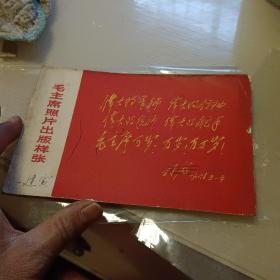 毛主席照片出版样张
伟大的导师 伟大的领袖
伟大的统帅 伟大的舵手
毛主席万岁！万岁！万万岁！